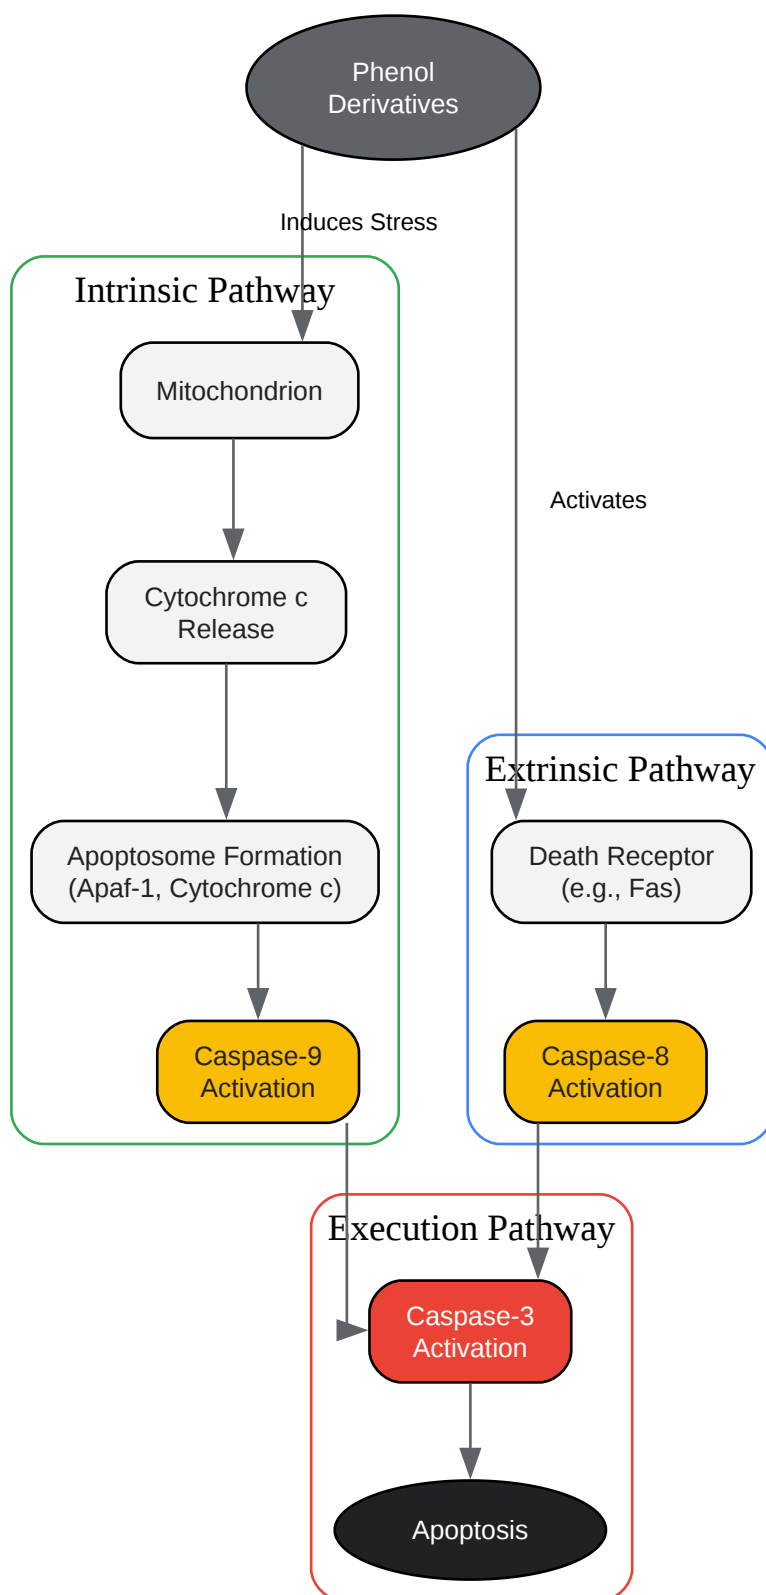 Phenol
Derivatives
Induces Stress
Intrinsic Pathway
Mitochondrion
Activates
Cytochrome c
Release
Extrinsic Pathway
Apoptosome Formation
(Apaf-1, Cytochrome c)
Death Receptor
(e.g., Fas)
Caspase-9
Activation
Caspase-8
Activation
Execution Pathway
Caspase-3
Activation
Apoptosis